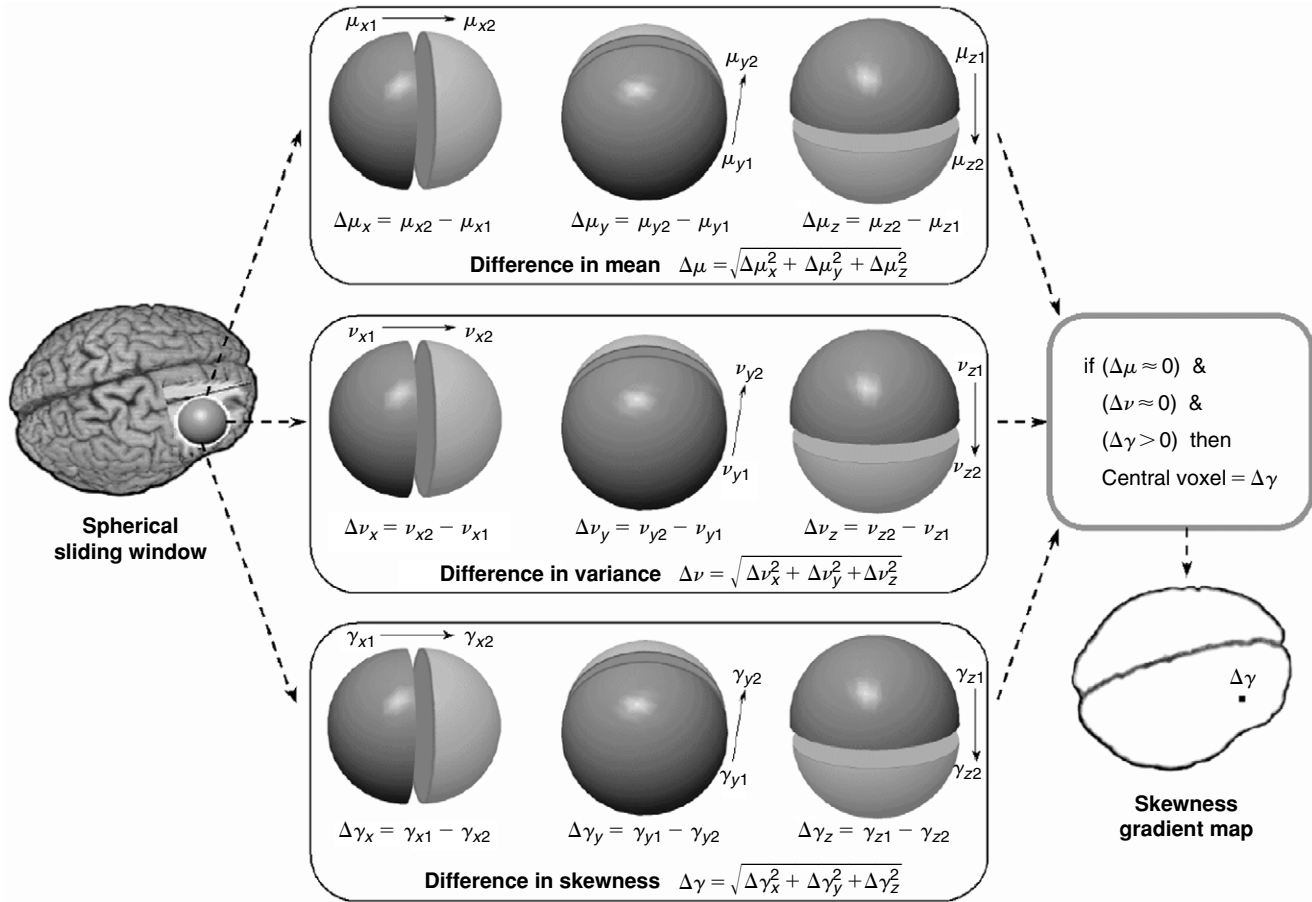 μx1 μx2
μy2
μy1
μz1
μz2
Δμx = μx2 − μx1
Δμy = μy2 − μy1
Δμz = μz2 − μz1
Difference in mean Δμ = √Δμx² + Δμy² + Δμz²
νx1 νx2
νy2
νy1
νz1
νz2
Δνx = νx2 − νx1
Δνy = νy2 − νy1
Δνz = νz2 − νz1
Difference in variance Δν = √Δνx² + Δνy² + Δνz²
γx1 γx2
γy2
γy1
γz1
γz2
Δγx = γx1 − γx2
Δγy = γy1 − γy2
Δγz = γz1 − γz2
Difference in skewness Δγ = √Δγx² + Δγy² + Δγz²
Spherical
sliding window
if (Δμ ≈ 0) &
(Δν ≈ 0) &
(Δγ > 0) then
Central voxel = Δγ
Δγ
Skewness
gradient map